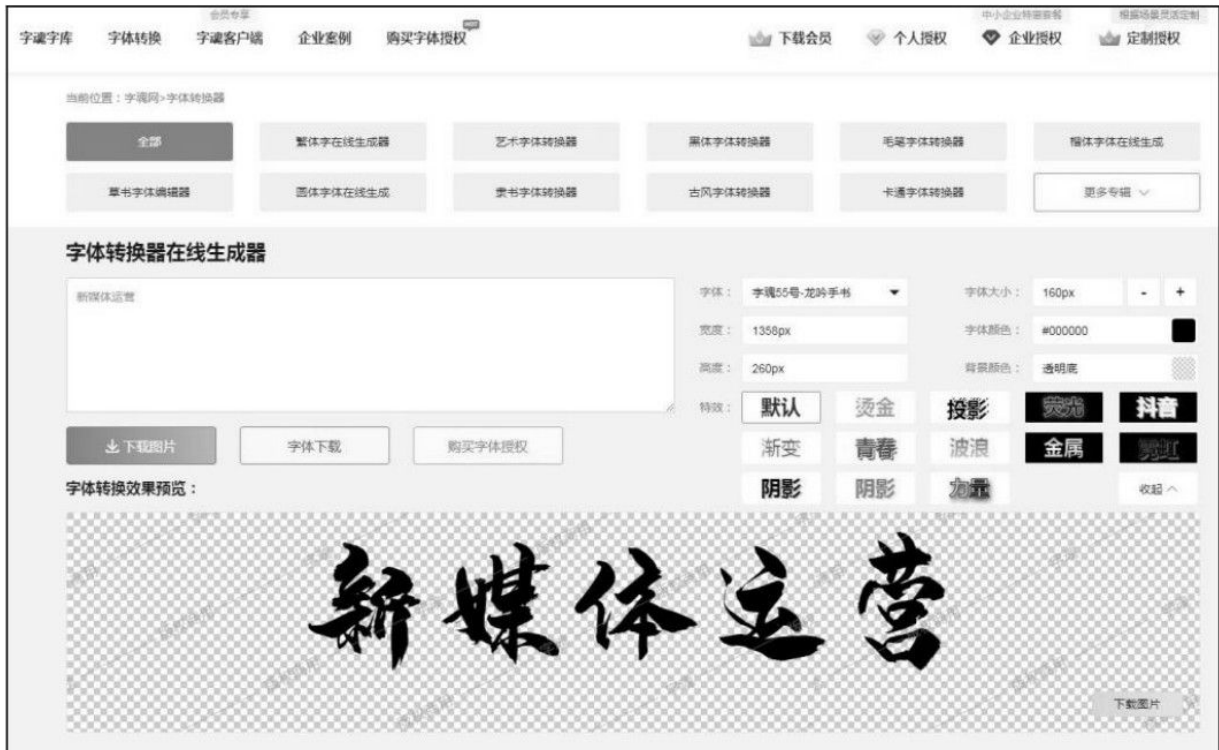 会员专享 中小企业特惠套餐 根据场景灵活定制
字魂字库 字体转换 字魂客户端 企业案例 购买字体授权 HOT 下载会员 个人授权 企业授权 定制授权
当前位置：字魂网>字体转换器
全部 繁体字在线生成器 艺术字体转换器 黑体字体转换器 毛笔字体转换器 楷体字体在线生成
草书字体编辑器 圆体字体在线生成 隶书字体转换器 古风字体转换器 卡通字体转换器 更多专辑
字体转换器在线生成器
新媒体运营
字体： 字魂55号-龙吟手书 字体大小： 160px - +
宽度： 1358px 字体颜色： #000000
高度： 260px 背景颜色： 透明底
特效： 默认 烫金 投影 荧光 抖音
渐变 青春 波浪 金属 霓虹
阴影 阴影 力量 收起
下载图片 字体下载 购买字体授权
字体转换效果预览：
新媒体运营
下载图片